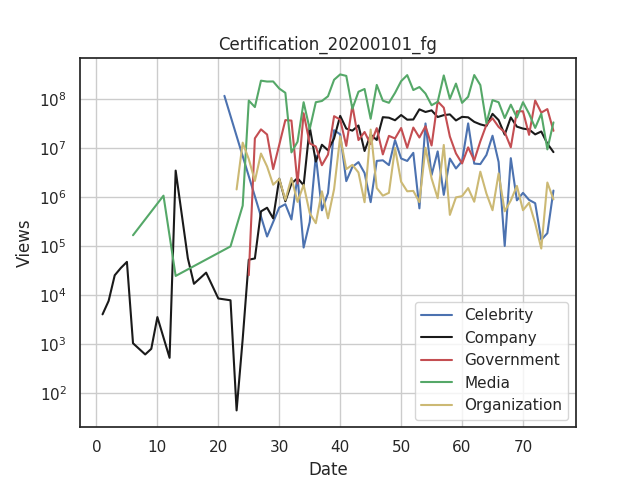 Certification_20200101_fg
10⁸
10⁷
10⁶
10⁵
10⁴
10³
10²
Views
0 10 20 30 40 50 60 70
Date
Celebrity
Company
Government
Media
Organization